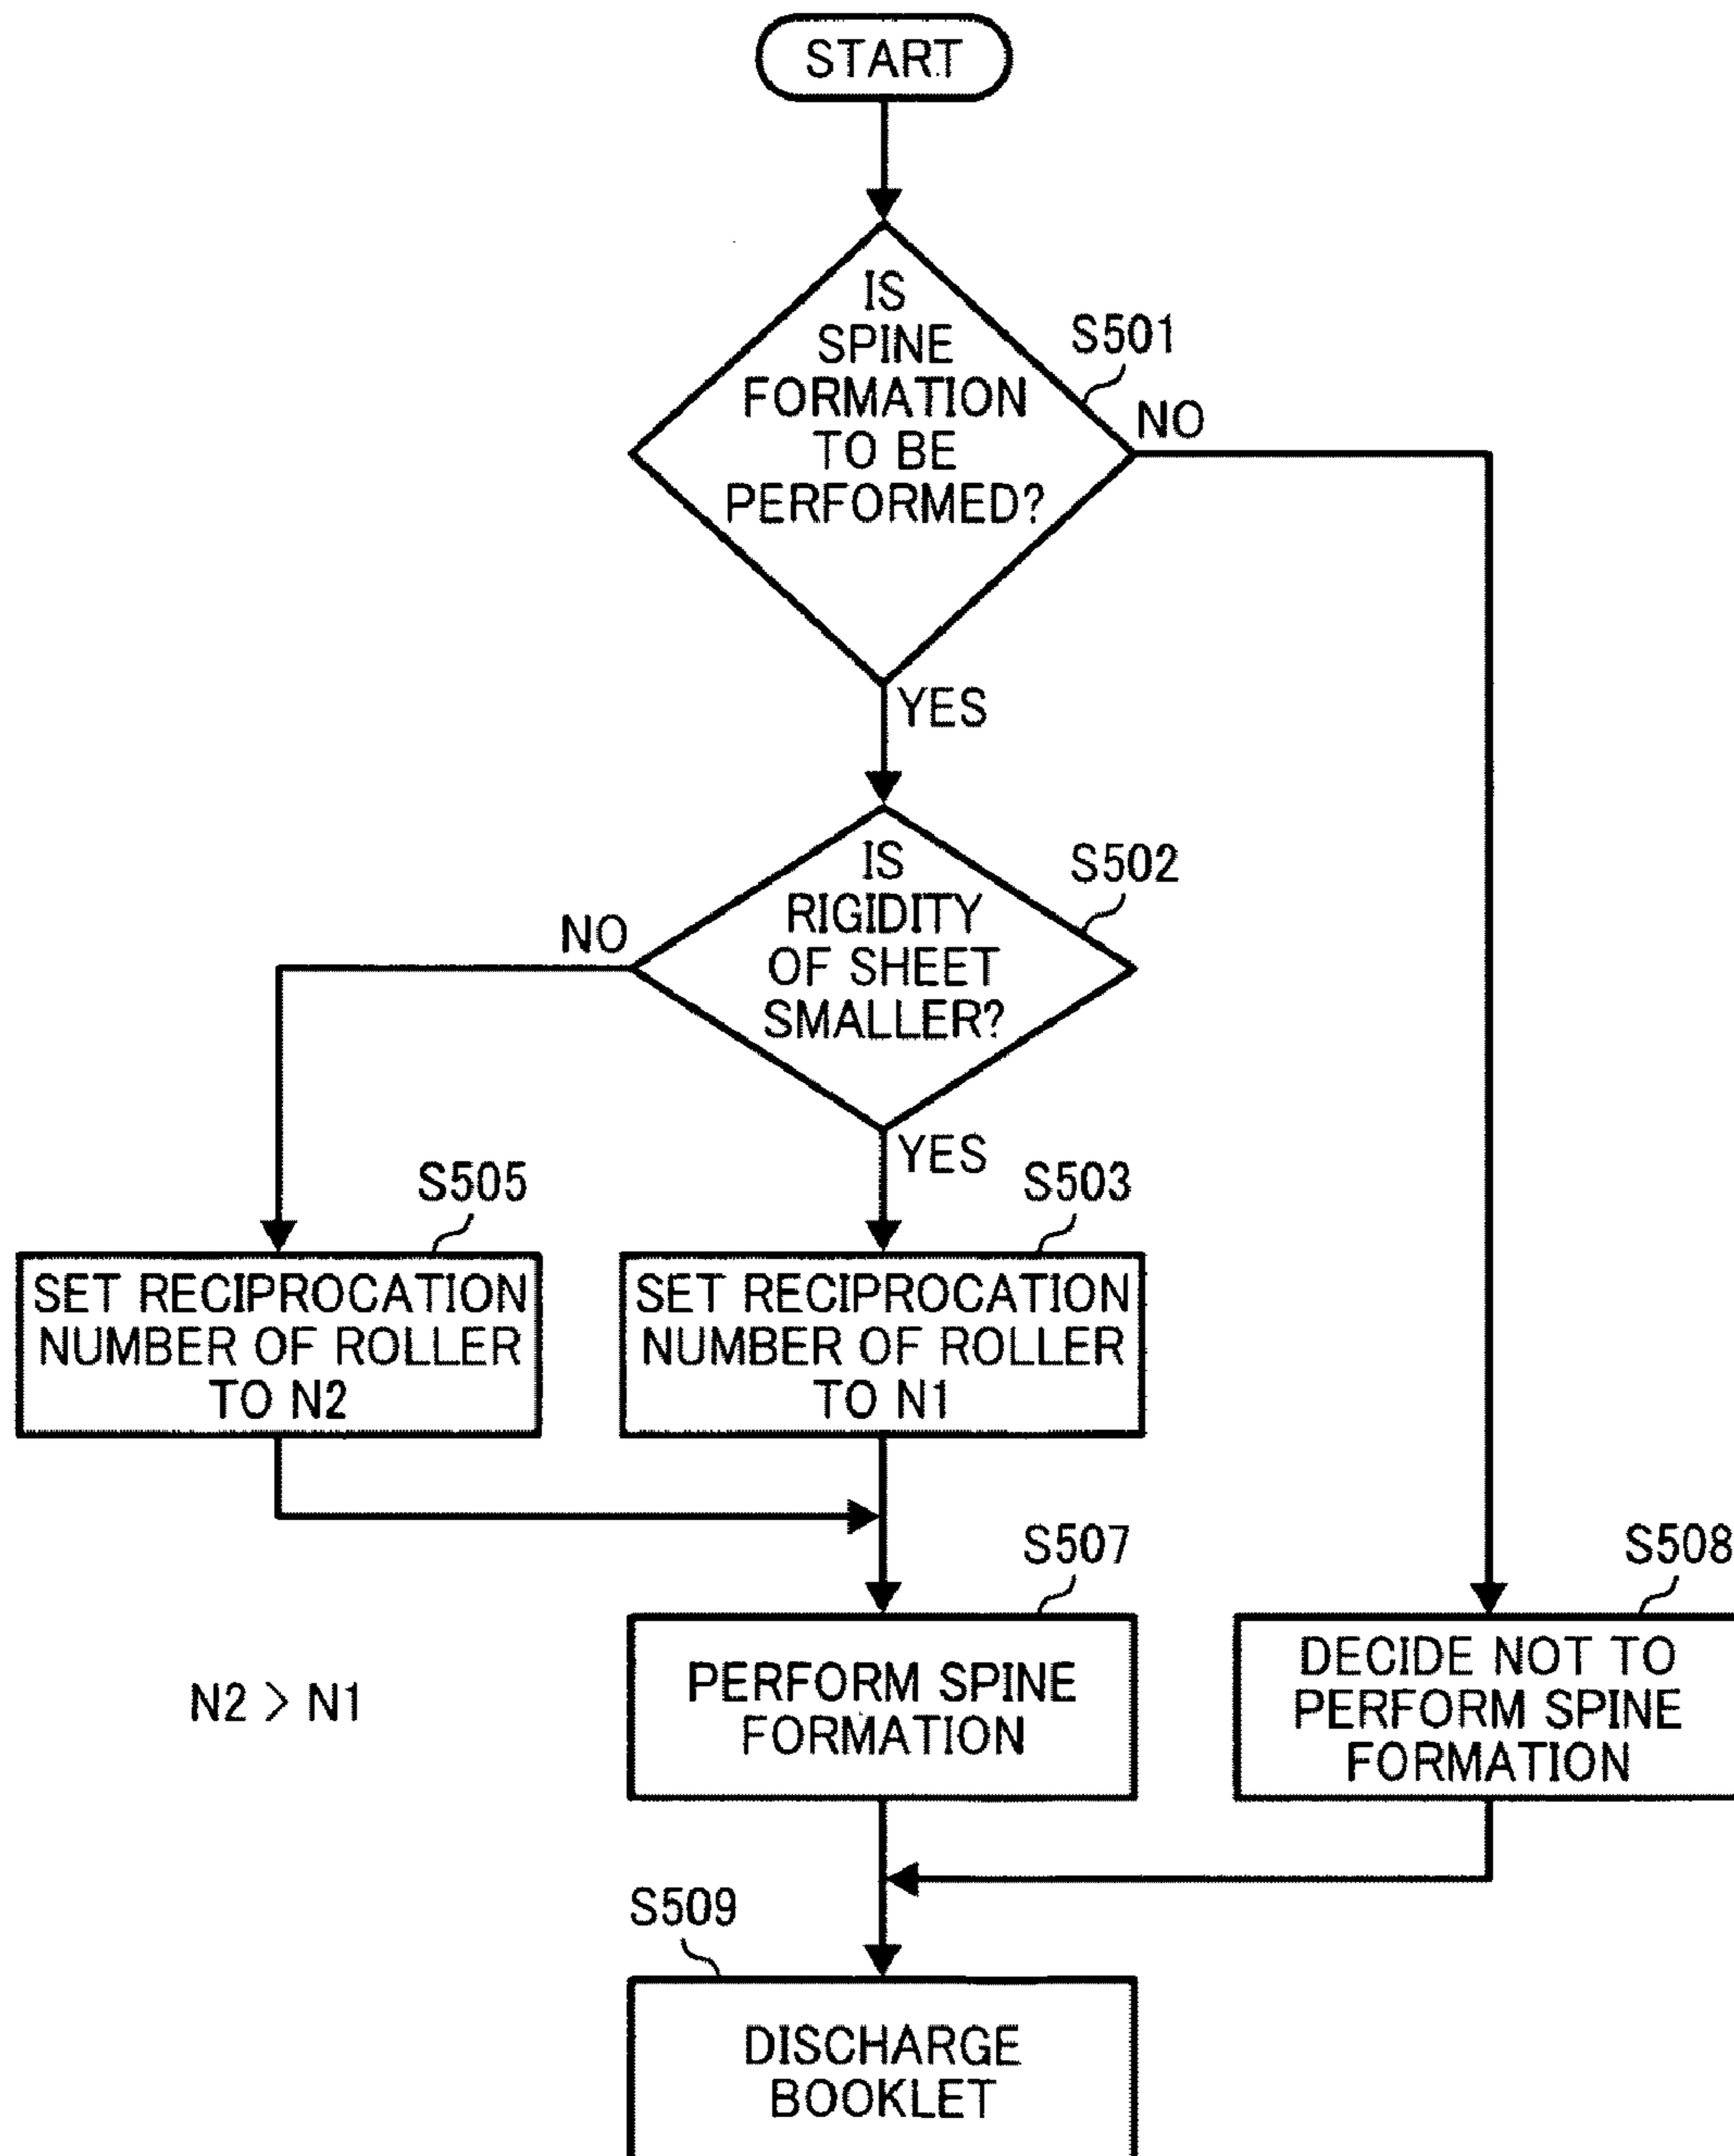 START
IS
SPINE
FORMATION
TO BE
PERFORMED?
S501
NO
YES
IS
RIGIDITY
OF SHEET
SMALLER?
S502
NO
YES
S505
SET RECIPROCATION
NUMBER OF ROLLER
TO N2
S503
SET RECIPROCATION
NUMBER OF ROLLER
TO N1
N2 > N1
S507
PERFORM SPINE
FORMATION
S508
DECIDE NOT TO
PERFORM SPINE
FORMATION
S509
DISCHARGE
BOOKLET